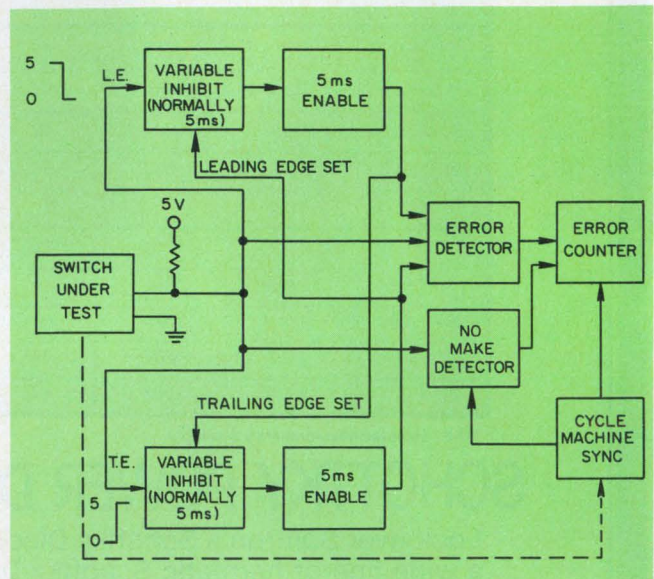 5
0
L.E.
VARIABLE
INHIBIT
(NORMALLY
5ms)
5ms
ENABLE
LEADING EDGE SET
5V
SWITCH
UNDER
TEST
ERROR
DETECTOR
ERROR
COUNTER
NO
MAKE
DETECTOR
TRAILING EDGE SET
CYCLE
MACHINE
SYNC
T.E.
5
0
VARIABLE
INHIBIT
(NORMALLY
5ms)
5ms
ENABLE